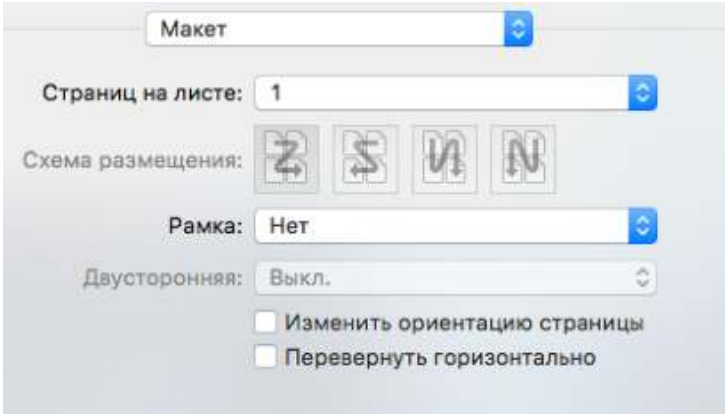 Макет
Страниц на листе: 1
Схема размещения:
Рамка: Нет
Двусторонняя: Выкл.
Изменить ориентацию страницы
Перевернуть горизонтально